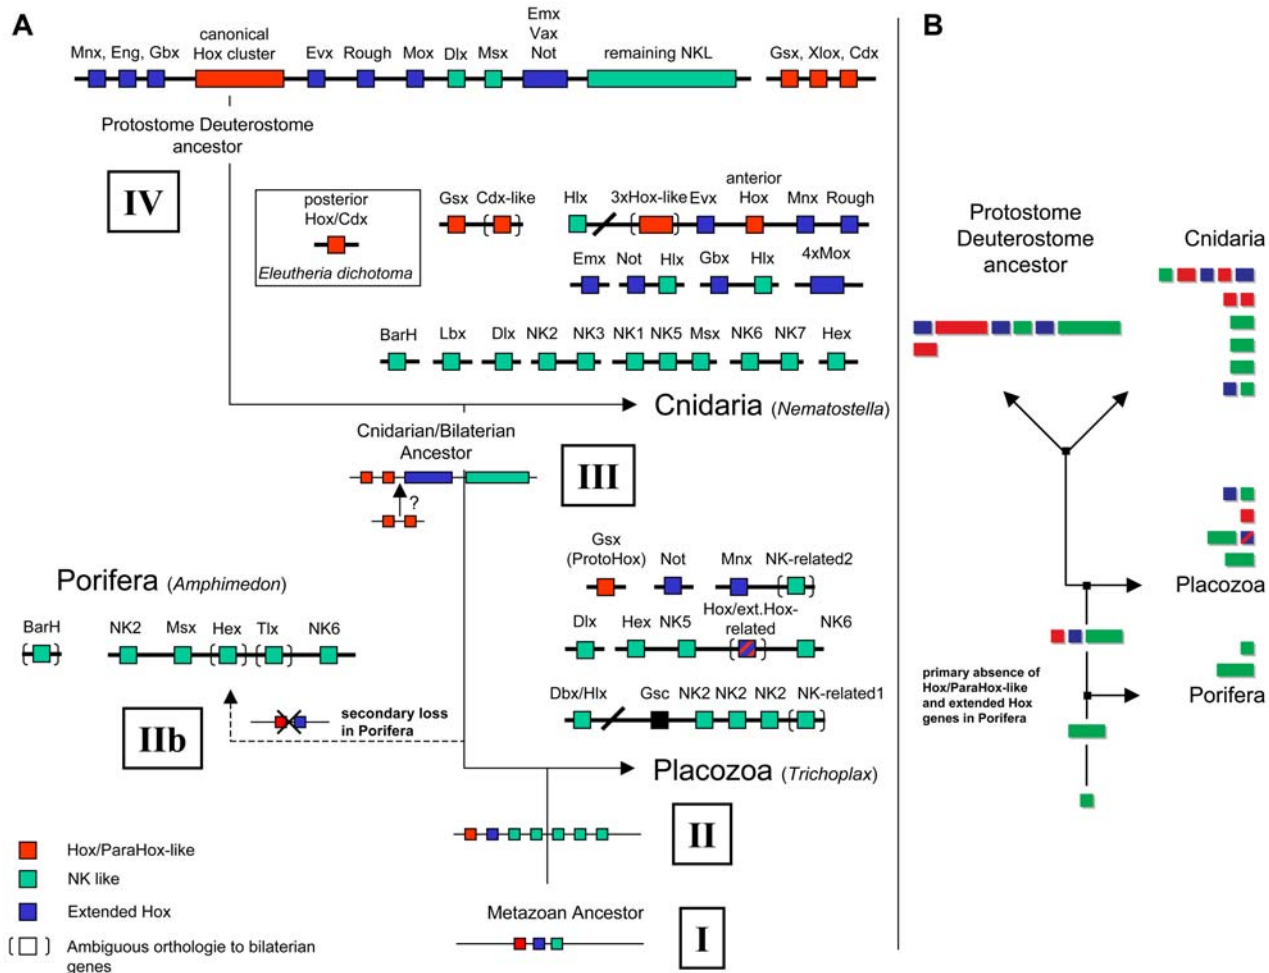 A
B
Emx
Vax
Not
canonical
Hox cluster
Mnx, Eng, Gbx
Evx Rough Mox Dlx Msx
remaining NKL
Gsx, Xlox, Cdx
Protostome Deuterostome
ancestor
IV
posterior
Hox/Cdx
Eleutheria dichotoma
Gsx Cdx-like
Hlx 3xHox-like Evx
anterior
Hox
Mnx Rough
Emx Not Hlx Gbx Hlx 4xMox
BarH Lbx Dlx NK2 NK3 NK1 NK5 Msx NK6 NK7 Hex
Cnidaria (Nematostella)
Cnidarian/Bilaterian
Ancestor
III
?
Gsx
(ProtoHox)
Not Mnx NK-related2
Porifera (Amphimedon)
BarH NK2 Msx Hex Tlx NK6
Dlx Hex NK5
Hox/ext.Hox-
related
NK6
Dbx/Hlx Gsc NK2 NK2 NK2 NK-related1
IIb
secondary loss
in Porifera
Placozoa (Trichoplax)
II
Metazoan Ancestor
I
Hox/ParaHox-like
NK like
Extended Hox
Ambiguous orthologie to bilaterian
genes
Protostome
Deuterostome
ancestor
Cnidaria
Placozoa
primary absence of
Hox/ParaHox-like
and extended Hox
genes in Porifera
Porifera